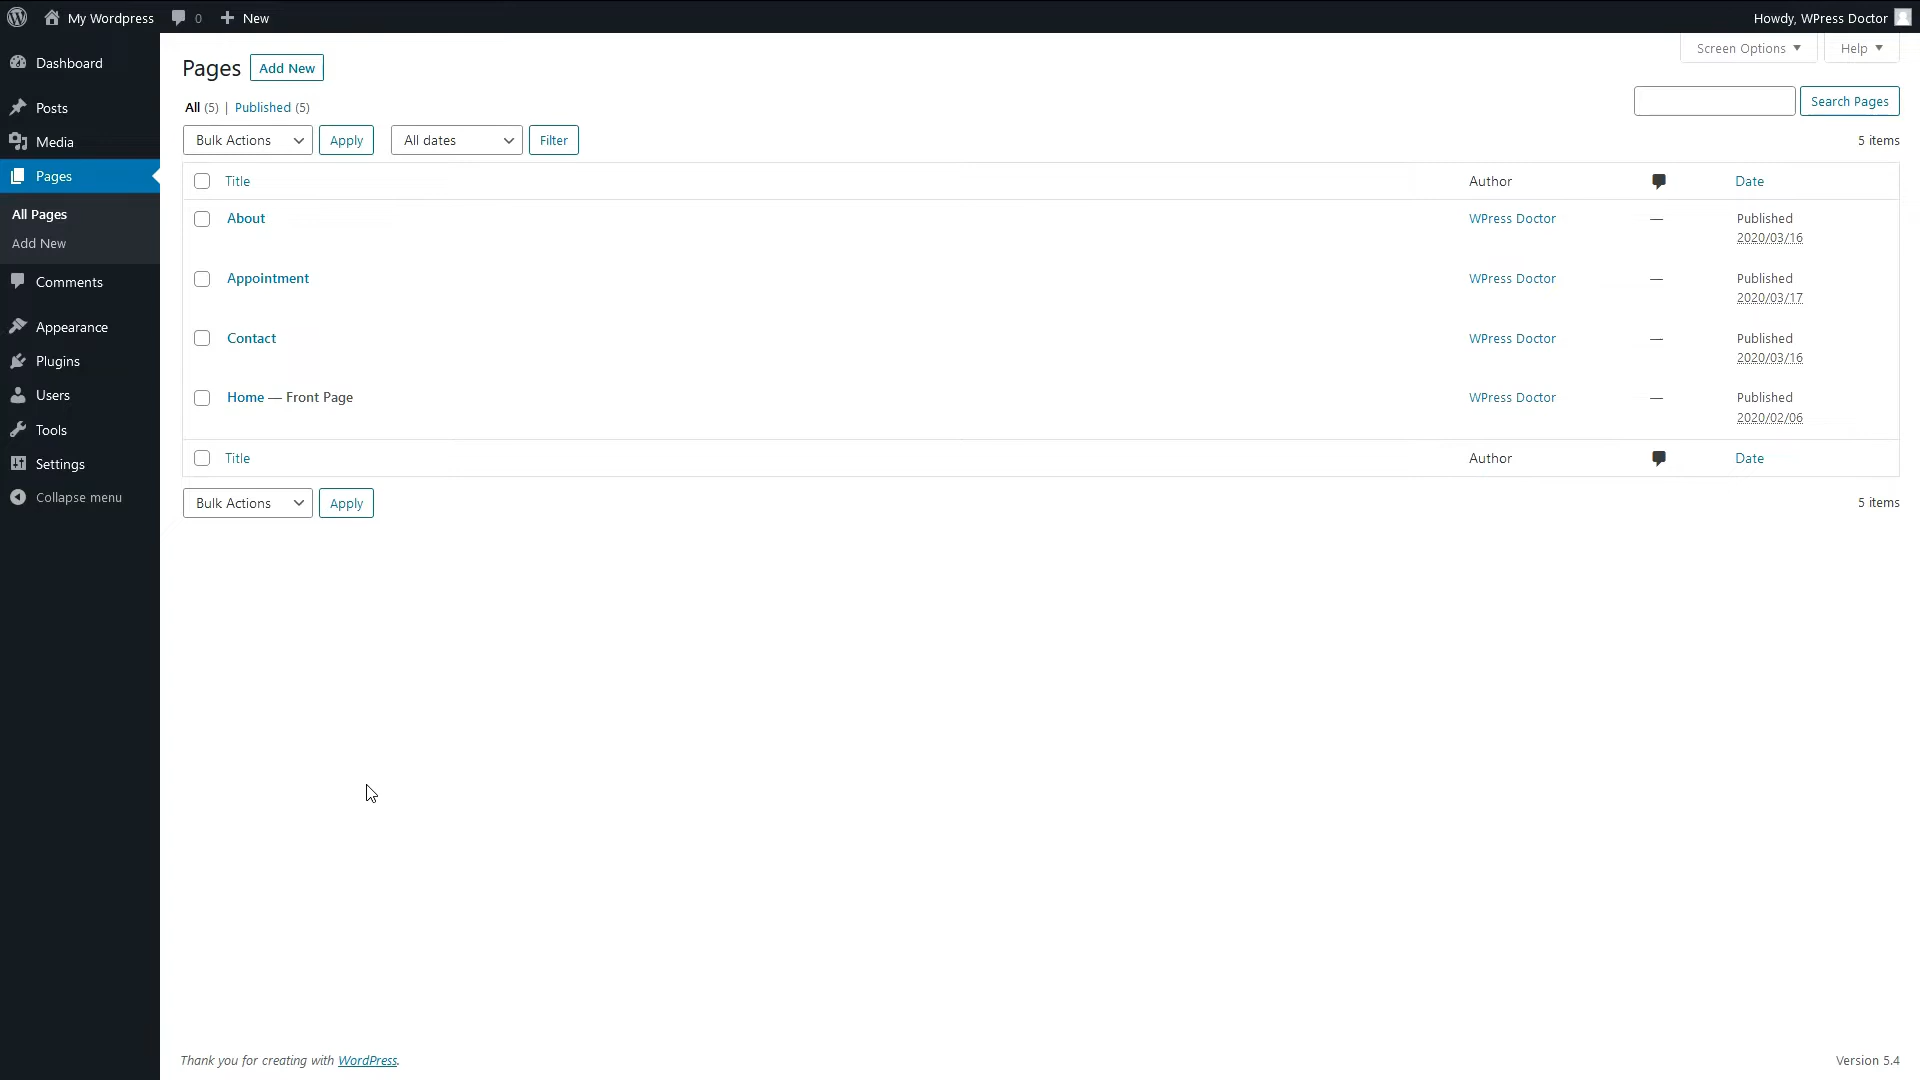 My Wordpress 0 New Howdy, WPress Doctor
Dashboard
Posts
Media
Pages
All Pages
Add New
Comments
Appearance
Plugins
Users
Tools
Settings
Collapse menu
Screen Options Help
Pages Add New
All (5) | Published (5)
Search Pages
Bulk Actions Apply All dates Filter 5 items
Title Author Date
About WPress Doctor — Published
2020/03/16
Appointment WPress Doctor — Published
2020/03/17
Contact WPress Doctor — Published
2020/03/16
Home — Front Page WPress Doctor — Published
2020/02/06
Title Author Date
Bulk Actions Apply 5 items
Thank you for creating with WordPress. Version 5.4